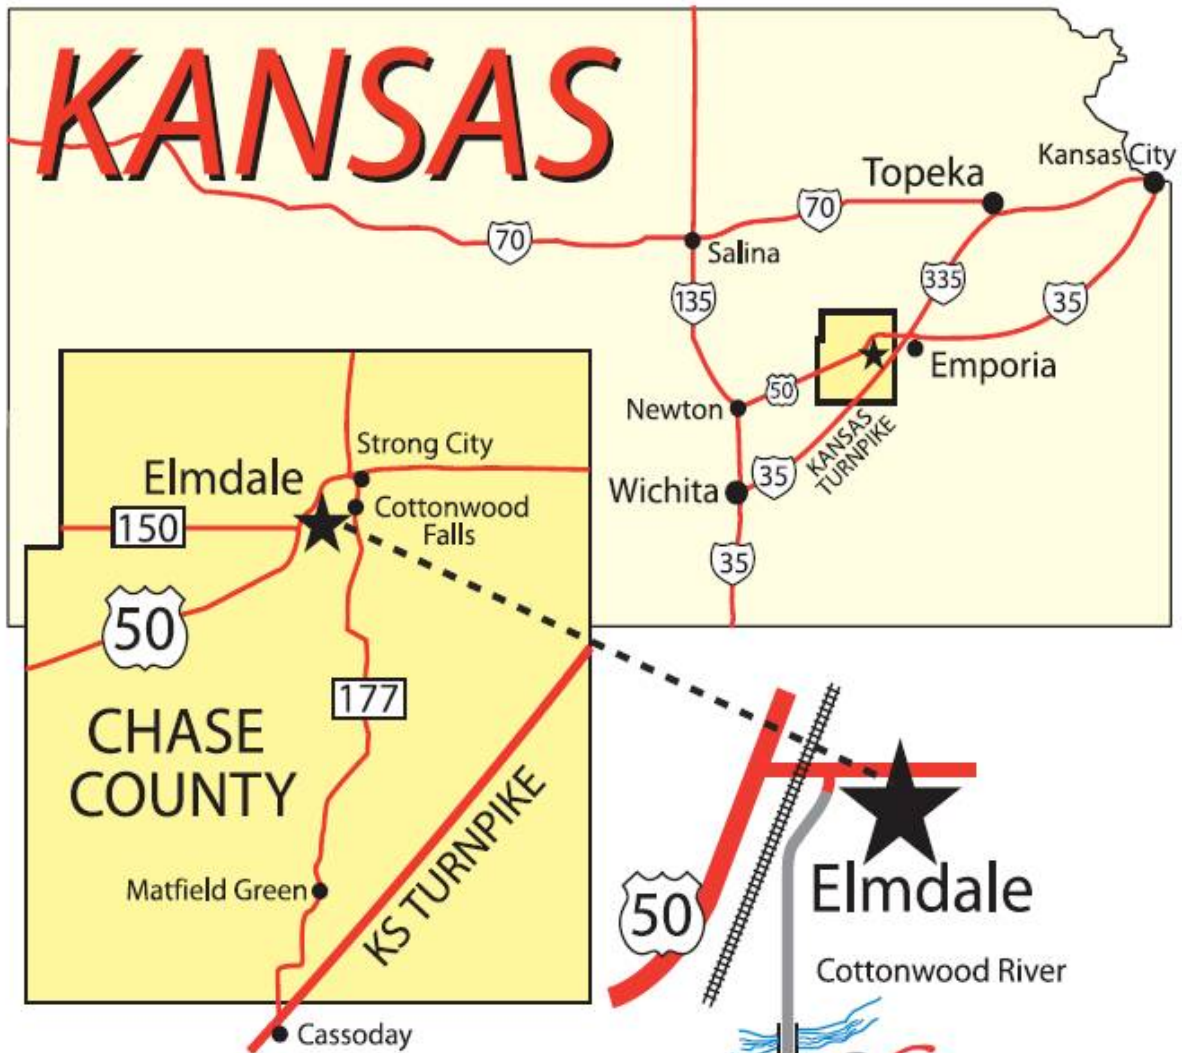 KANSAS
Kansas City
Topeka
70
70
Salina
335
135
35
Emporia
50
Newton
KANSAS
TURNPIKE
35
Wichita
35
Strong City
Elmdale
Cottonwood
Falls
150
50
177
CHASE
COUNTY
KS TURNPIKE
Matfield Green
Cassoday
50
Elmdale
Cottonwood River